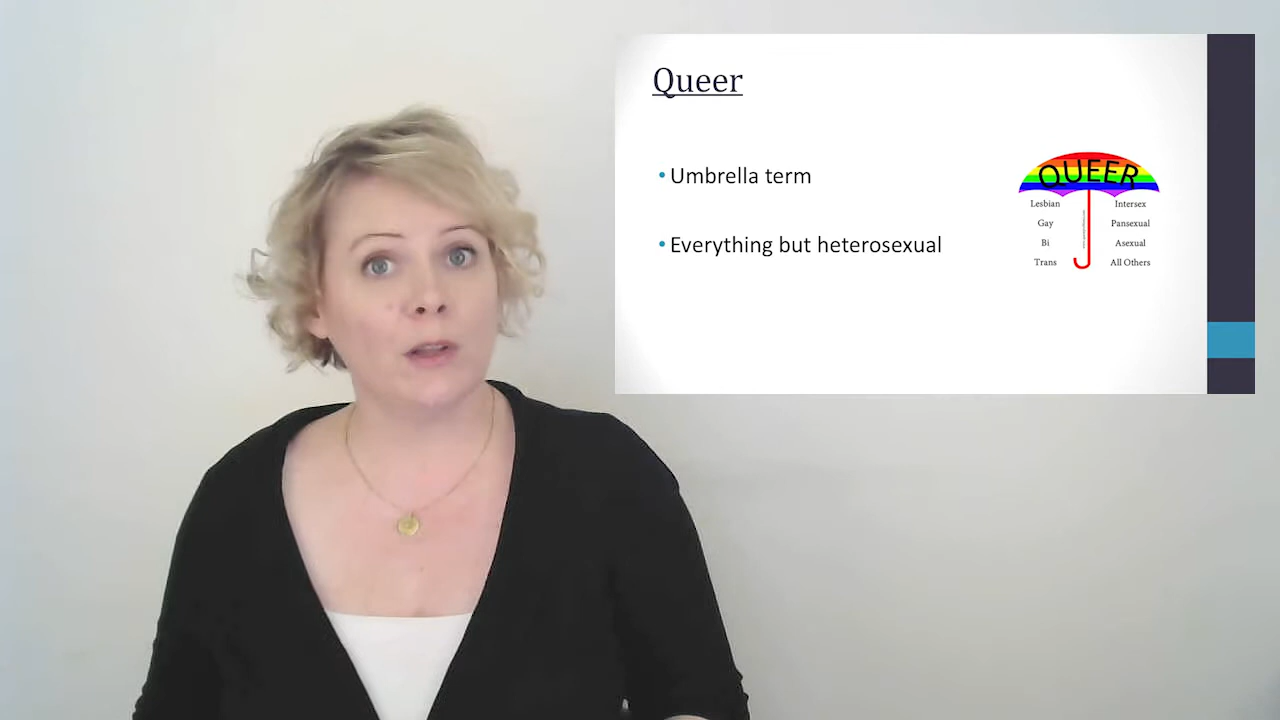 Queer
• Umbrella term
• Everything but heterosexual
QUEER
Lesbian
Intersex
Gay
Pansexual
Bi
Asexual
Trans
All Others